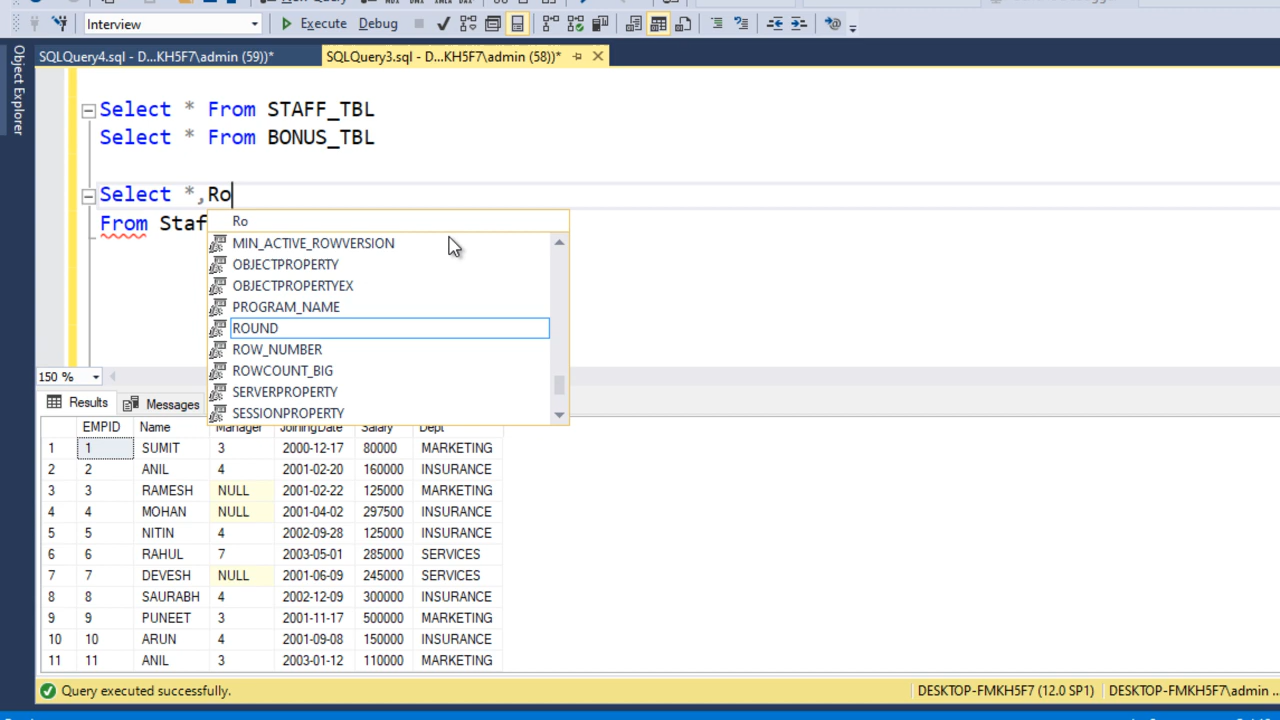 Interview Execute Debug
Object Explorer
SQLQuery4.sql - D...KH5F7\admin (59))* SQLQuery3.sql - D...KH5F7\admin (58))*
Select * From STAFF_TBL
Select * From BONUS_TBL
Select *,Ro
From Staf
Ro
MIN_ACTIVE_ROWVERSION
OBJECTPROPERTY
OBJECTPROPERTYEX
PROGRAM_NAME
ROUND
ROW_NUMBER
ROWCOUNT_BIG
SERVERPROPERTY
SESSIONPROPERTY
150 %
Results Messages
EMPID Name Manager JoiningDate Salary Dept
1 1 SUMIT 3 2000-12-17 80000 MARKETING
2 2 ANIL 4 2001-02-20 160000 INSURANCE
3 3 RAMESH NULL 2001-02-22 125000 MARKETING
4 4 MOHAN NULL 2001-04-02 297500 INSURANCE
5 5 NITIN 4 2002-09-28 125000 INSURANCE
6 6 RAHUL 7 2003-05-01 285000 SERVICES
7 7 DEVESH NULL 2001-06-09 245000 SERVICES
8 8 SAURABH 4 2002-12-09 300000 INSURANCE
9 9 PUNEET 3 2001-11-17 500000 MARKETING
10 10 ARUN 4 2001-09-08 150000 INSURANCE
11 11 ANIL 3 2003-01-12 110000 MARKETING
Query executed successfully. DESKTOP-FMKH5F7 (12.0 SP1) DESKTOP-FMKH5F7\admin ...